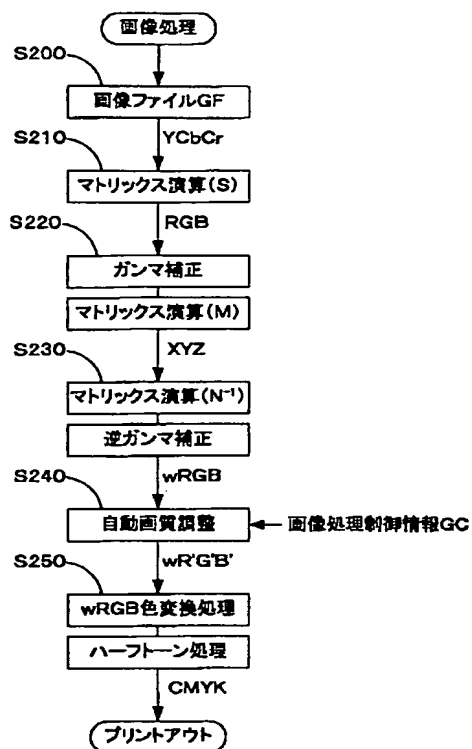 画像処理
S200
画像ファイルGF
YCbCr
S210
マトリックス演算(S)
RGB
S220
ガンマ補正
マトリックス演算(M)
XYZ
S230
マトリックス演算(N⁻¹)
逆ガンマ補正
wRGB
S240
自動画質調整
画像処理制御情報GC
wR'G'B'
S250
wRGB色変換処理
ハーフトーン処理
CMYK
プリントアウト